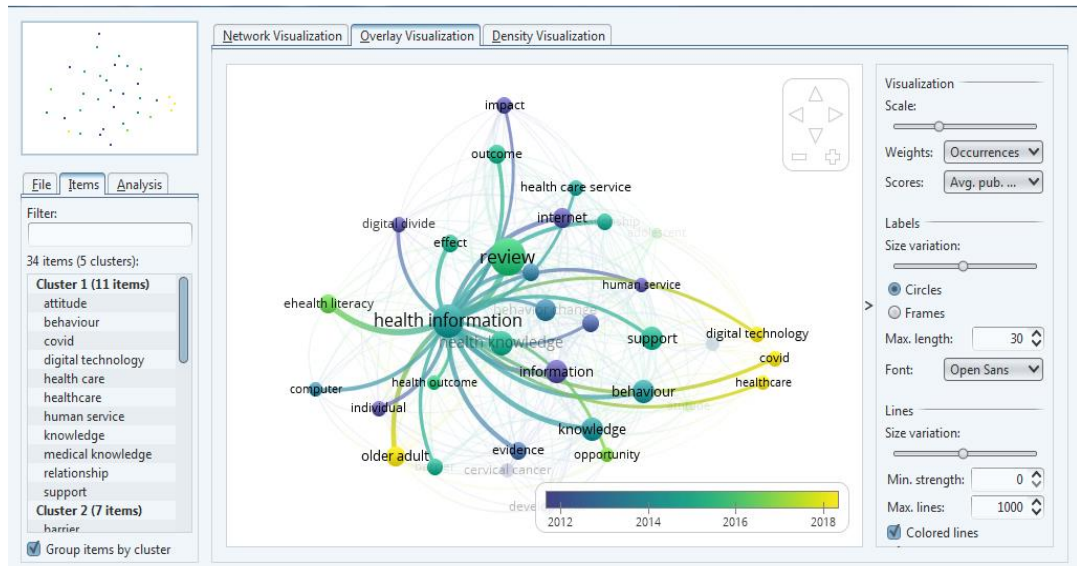 Network Visualization
Overlay Visualization
Density Visualization
File
Items
Analysis
Filter:
34 items (5 clusters):
Cluster 1 (11 items)
attitude
behaviour
covid
digital technology
health care
healthcare
human service
knowledge
medical knowledge
relationship
support
Cluster 2 (7 items)
barrier
Group items by cluster
impact
outcome
health care service
digital divide
internet
effect
review
human service
ehealth literacy
behavior change
health information
health knowledge
support
digital technology
covid
information
healthcare
computer
health outcome
behaviour
individual
knowledge
older adult
evidence
opportunity
cervical cancer
2012
2014
2016
2018
>
Visualization
Scale:
Weights:
Occurrences
Scores:
Avg. pub. ...
Labels
Size variation:
Circles
Frames
Max. length:
30
Font:
Open Sans
Lines
Size variation:
Min. strength:
0
Max. lines:
1000
Colored lines